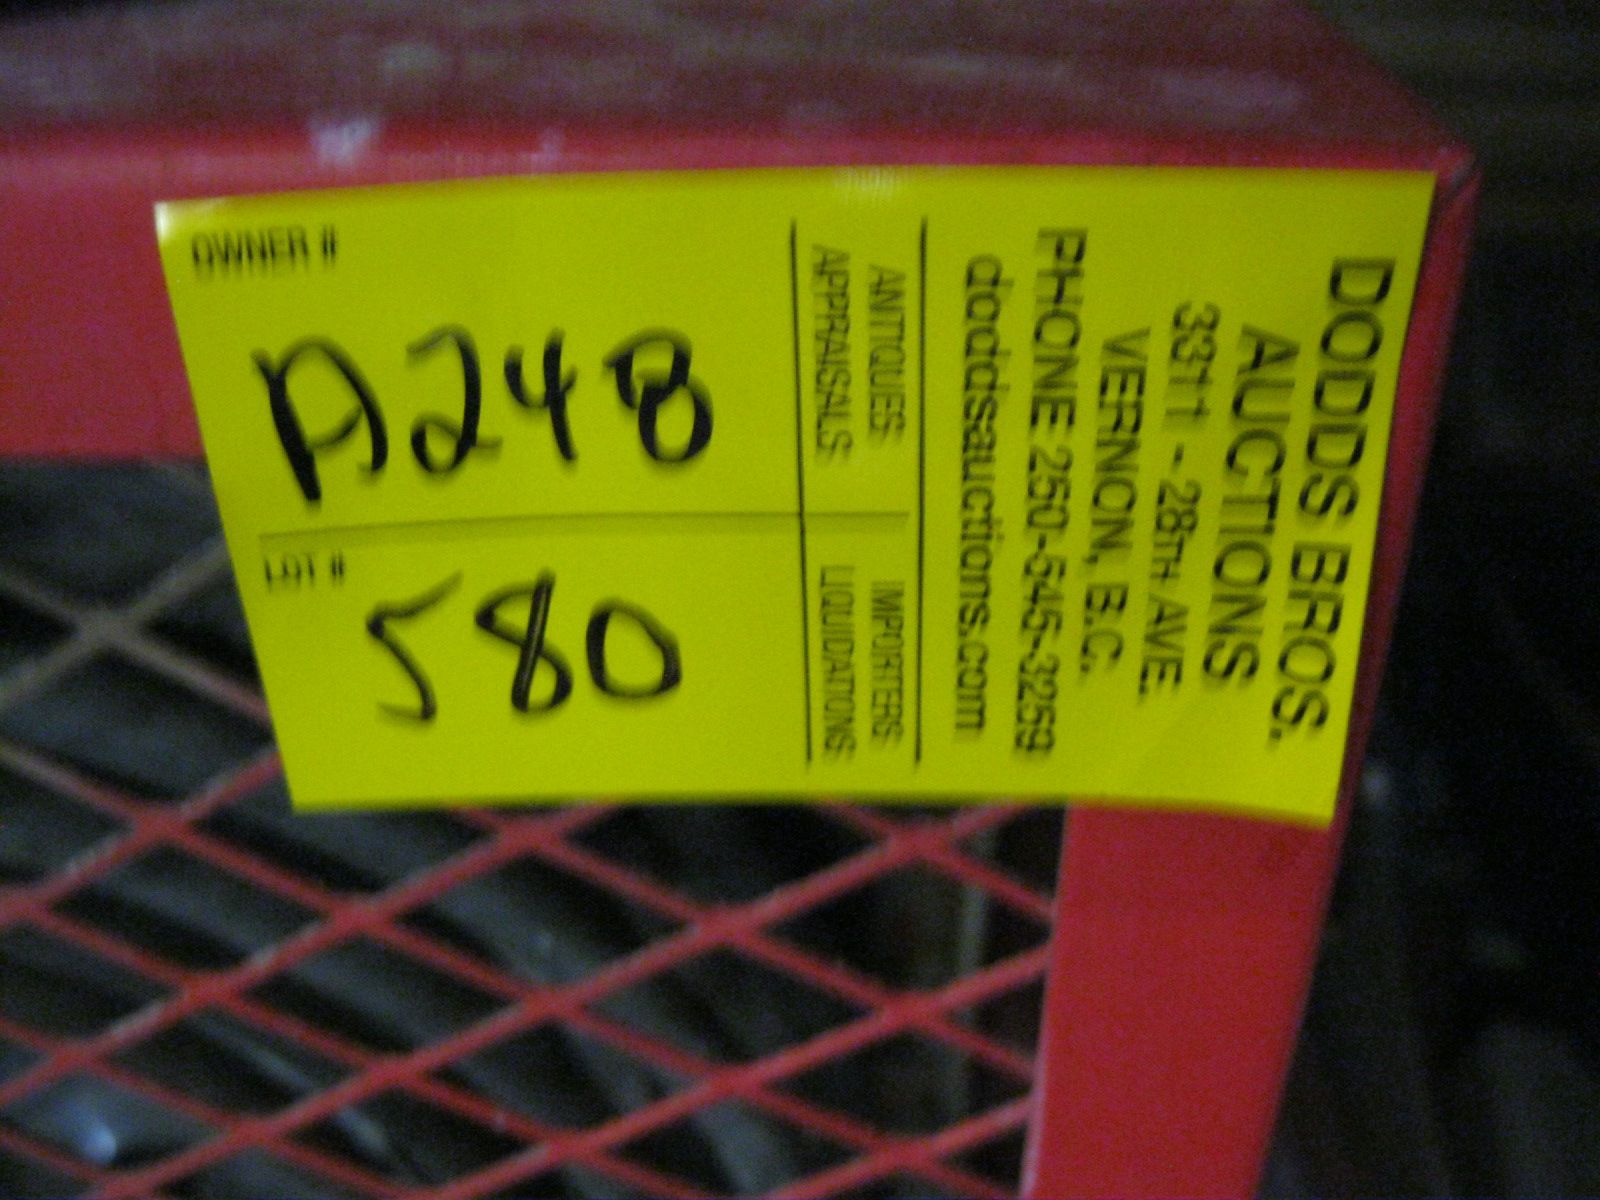 OWNER #
A248
LOT #
580
DODDS BROS.
AUCTIONS
3311 - 28TH AVE.
VERNON, B.C.
PHONE 250-545-3259
doddsauctions.com
ANTIQUES IMPORTERS
APPRAISALS LIQUIDATIONS